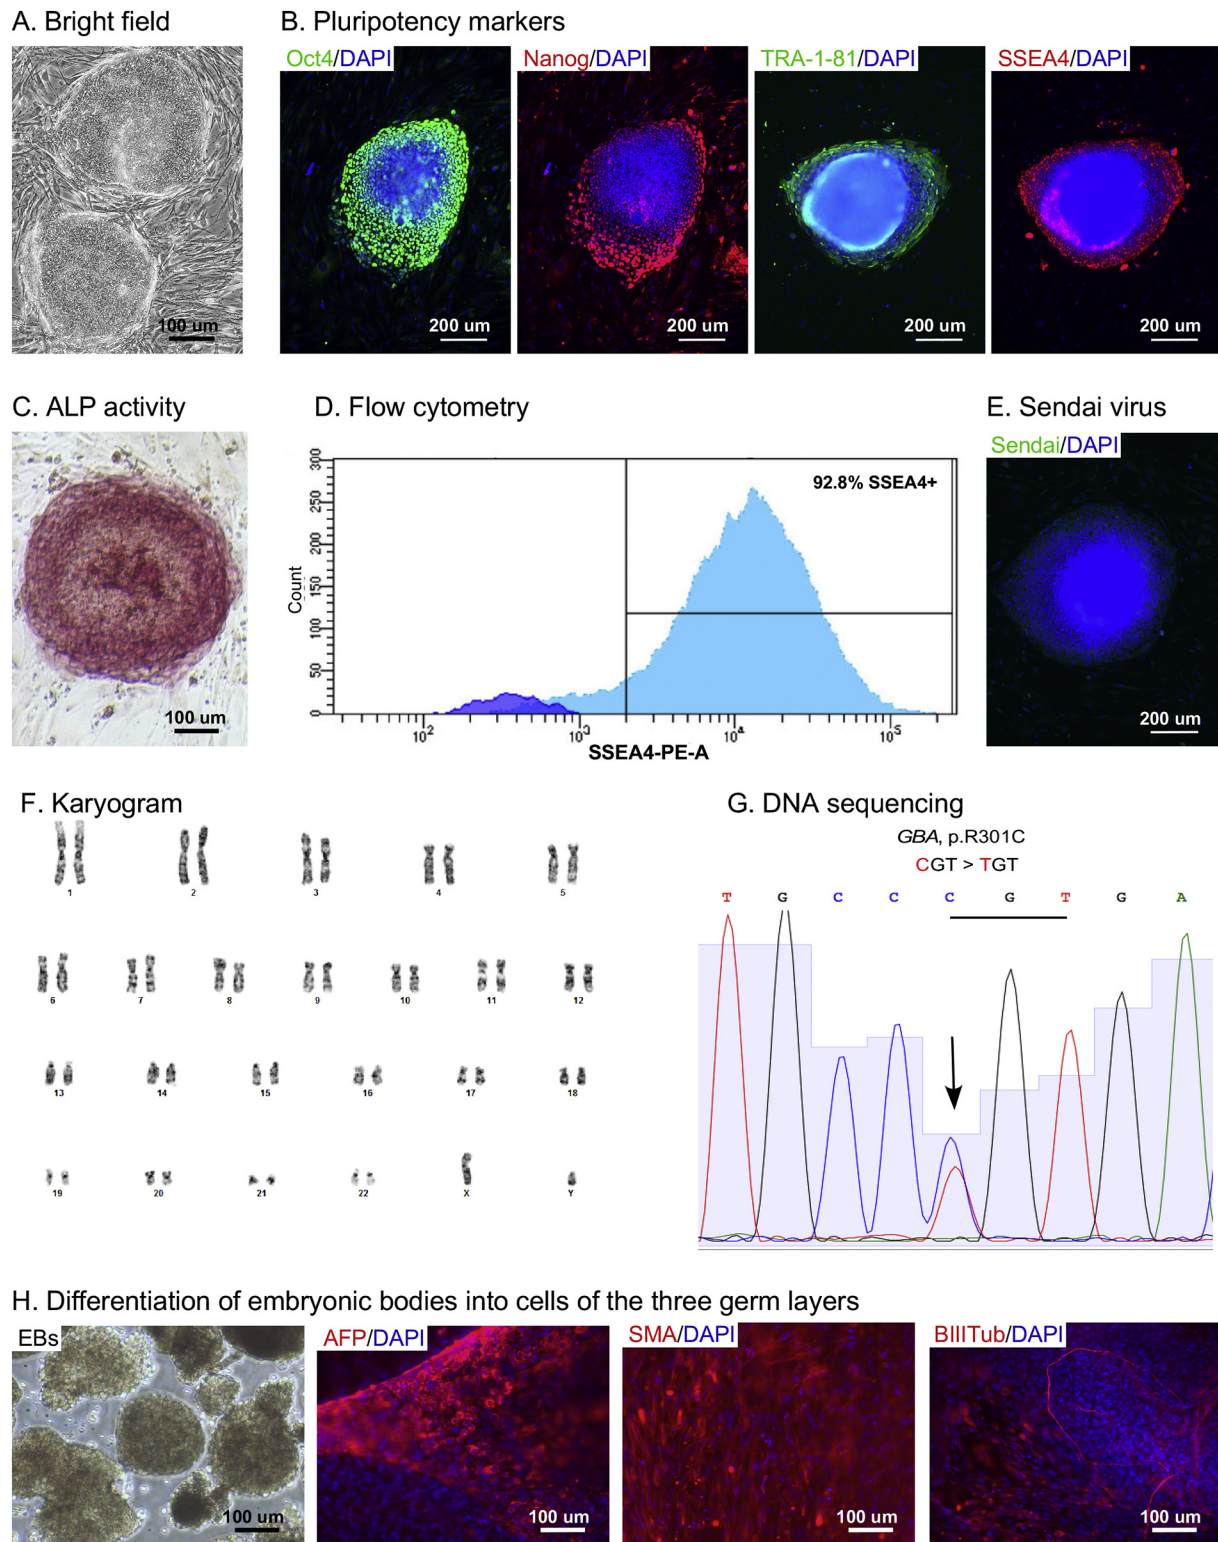 A. Bright field
B. Pluripotency markers
Oct4/DAPI
Nanog/DAPI
TRA-1-81/DAPI
SSEA4/DAPI
100 um
200 um
200 um
200 um
200 um
C. ALP activity
D. Flow cytometry
E. Sendai virus
Sendai/DAPI
100 um
300
250
200
150
100
50
0
Count
92.8% SSEA4+
10²
10³
10⁴
10⁵
SSEA4-PE-A
200 um
F. Karyogram
1 2 3 4 5
6 7 8 9 10 11 12
13 14 15 16 17 18
19 20 21 22 X Y
G. DNA sequencing
GBA, p.R301C
CGT > TGT
T G C C C G T G A
H. Differentiation of embryonic bodies into cells of the three germ layers
EBs
AFP/DAPI
SMA/DAPI
BIIITub/DAPI
100 um
100 um
100 um
100 um